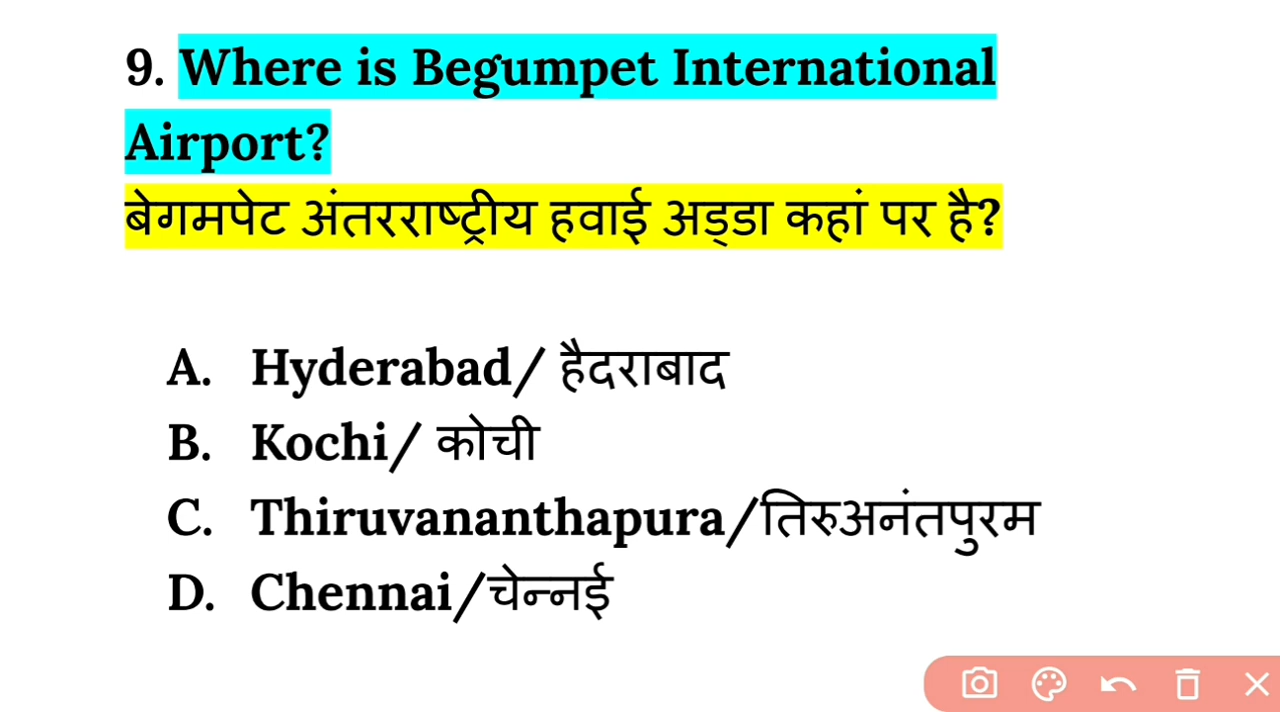 9. Where is Begumpet International
Airport?
बेगमपेट अंतरराष्ट्रीय हवाई अड्डा कहां पर है?
A. Hyderabad/ हैदराबाद
B. Kochi/ कोची
C. Thiruvananthapura/तिरुअनंतपुरम
D. Chennai/चेन्नई